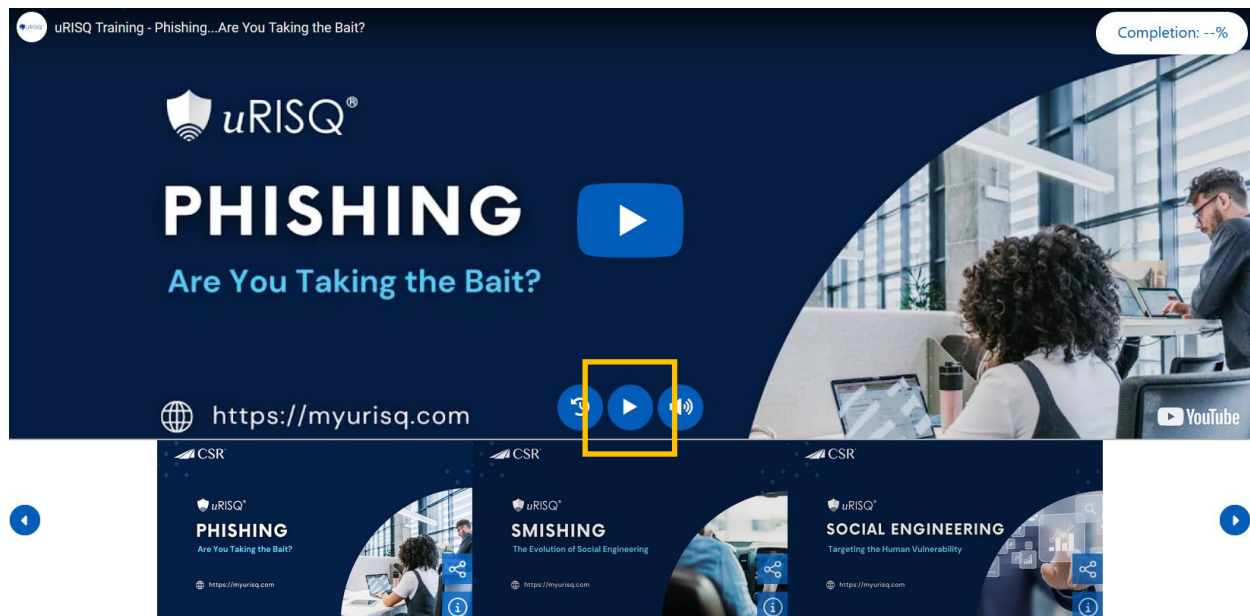 uRISQ
uRISQ Training - Phishing...Are You Taking the Bait?
Completion: --%
uRISQ®
PHISHING
Are You Taking the Bait?
https://myurisq.com
YouTube
CSR
uRISQ®
PHISHING
Are You Taking the Bait?
https://myurisq.com
CSR
uRISQ®
SMISHING
The Evolution of Social Engineering
https://myurisq.com
CSR
uRISQ®
SOCIAL ENGINEERING
Targeting the Human Vulnerability
https://myurisq.com